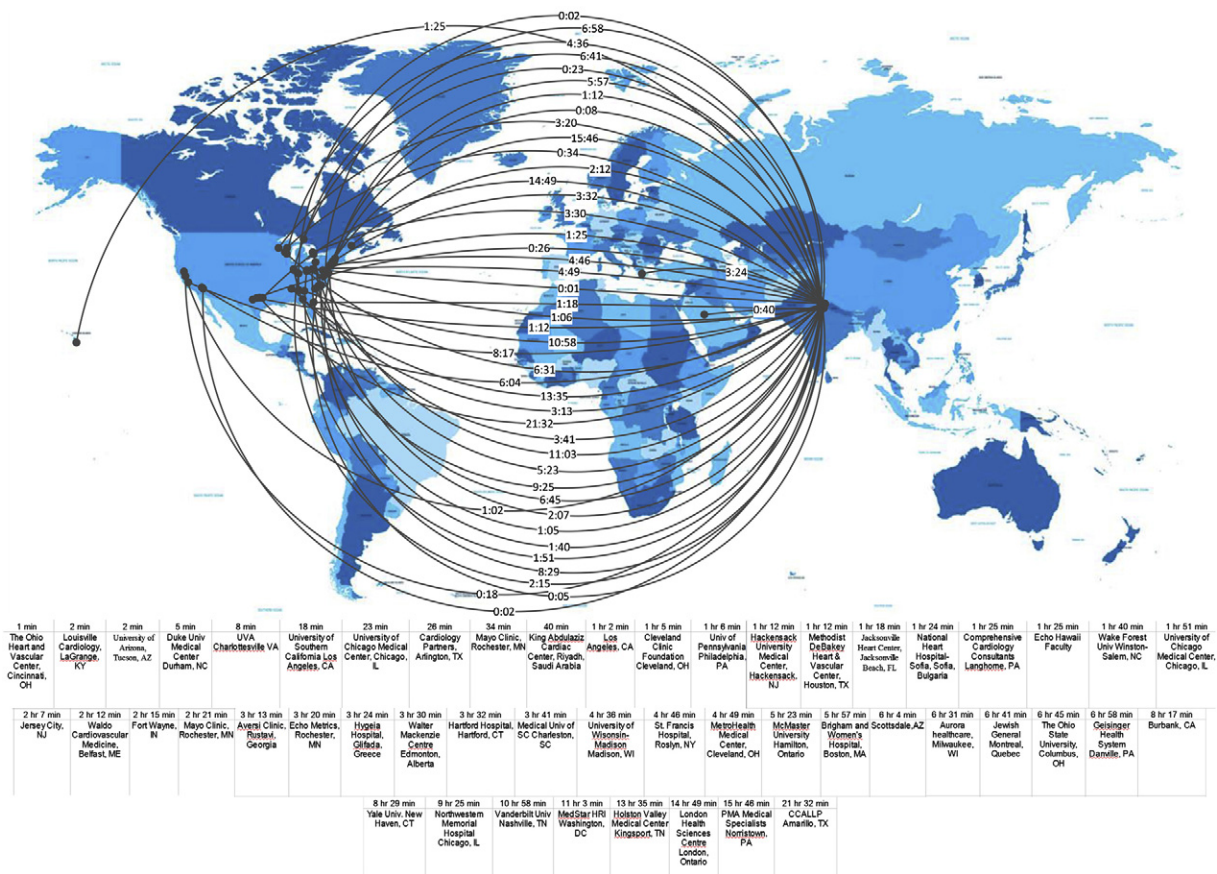 0:02
1:25
6:58
4:36
6:41
0:23
5:57
1:12
0:08
3:20
15:46
0:34
2:12
14:49
3:32
3:30
1:25
0:26
4:46
4:49
3:24
0:01
1:18
0:40
1:06
1:12
10:58
8:17
6:31
6:04
13:35
3:13
21:32
3:41
11:03
5:23
9:25
6:45
1:02
2:07
1:05
1:40
1:51
8:29
2:15
0:18
0:05
0:02
1 min
The Ohio
Heart and
Vascular
Center,
Cincinnati,
OH
2 min
Louisville
Cardiology,
LaGrange,
KY
2 min
University of
Arizona,
Tucson, AZ
5 min
Duke Univ
Medical
Center
Durham, NC
8 min
UVA
Charlottesville VA
18 min
University of
Southern
California Los
Angeles, CA
23 min
University of
Chicago Medical
Center, Chicago,
IL
26 min
Cardiology
Partners,
Arlington, TX
34 min
Mayo Clinic,
Rochester, MN
40 min
King Abdulaziz
Cardiac
Center, Riyadh,
Saudi Arabia
1 hr 2 min
Los
Angeles, CA
1 hr 5 min
Cleveland
Clinic
Foundation
Cleveland, OH
1 hr 6 min
Univ of
Pennsylvania
Philadelphia,
PA
1 hr 12 min
Hackensack
University
Medical
Center,
Hackensack,
NJ
1 hr 12 min
Methodist
DeBakey
Heart &
Vascular
Center,
Houston, TX
1 hr 18 min
Jacksonville
Heart Center,
Jacksonville
Beach, FL
1 hr 24 min
National
Heart
Hospital-
Sofia, Sofia,
Bulgaria
1 hr 25 min
Comprehensive
Cardiology
Consultants
Langhorne, PA
1 hr 25 min
Echo Hawaii
Faculty
1 hr 40 min
Wake Forest
Univ Winston-
Salem, NC
1 hr 51 min
University of
Chicago
Medical Center,
Chicago, IL
2 hr 7 min
Jersey City,
NJ
2 hr 12 min
Waldo
Cardiovascular
Medicine,
Belfast, ME
2 hr 15 min
Fort Wayne,
IN
2 hr 21 min
Mayo Clinic,
Rochester, MN
3 hr 13 min
Aversi Clinic,
Rustavi,
Georgia
3 hr 20 min
Echo Metrics,
Rochester,
MN
3 hr 24 min
Hygeia
Hospital,
Glifada,
Greece
3 hr 30 min
Walter
Mackenzie
Centre
Edmonton,
Alberta
3 hr 32 min
Hartford Hospital,
Hartford, CT
3 hr 41 min
Medical Univ of
SC Charleston,
SC
4 hr 36 min
University of
Wisonsin-
Madison
Madison, WI
4 hr 46 min
St. Francis
Hospital,
Roslyn, NY
4 hr 49 min
MetroHealth
Medical
Center,
Cleveland, OH
5 hr 23 min
McMaster
University
Hamilton,
Ontario
5 hr 57 min
Brigham and
Women's
Hospital,
Boston, MA
6 hr 4 min
Scottsdale,AZ
6 hr 31 min
Aurora
healthcare,
Milwaukee,
WI
6 hr 41 min
Jewish
General
Montreal,
Quebec
6 hr 45 min
The Ohio
State
University,
Columbus,
OH
6 hr 58 min
Geisinger
Health
System
Danville, PA
8 hr 17 min
Burbank, CA
8 hr 29 min
Yale Univ. New
Haven, CT
9 hr 25 min
Northwestern
Memorial
Hospital
Chicago, IL
10 hr 58 min
Vanderbilt Univ
Nashville, TN
11 hr 3 min
MedStar HRI
Washington,
DC
13 hr 35 min
Holston Valley
Medical Center
Kingsport, TN
14 hr 49 min
London
Health
Sciences
Centre
London,
Ontario
15 hr 46 min
PMA Medical
Specialists
Norristown,
PA
21 hr 32 min
CCALLP
Amarillo, TX